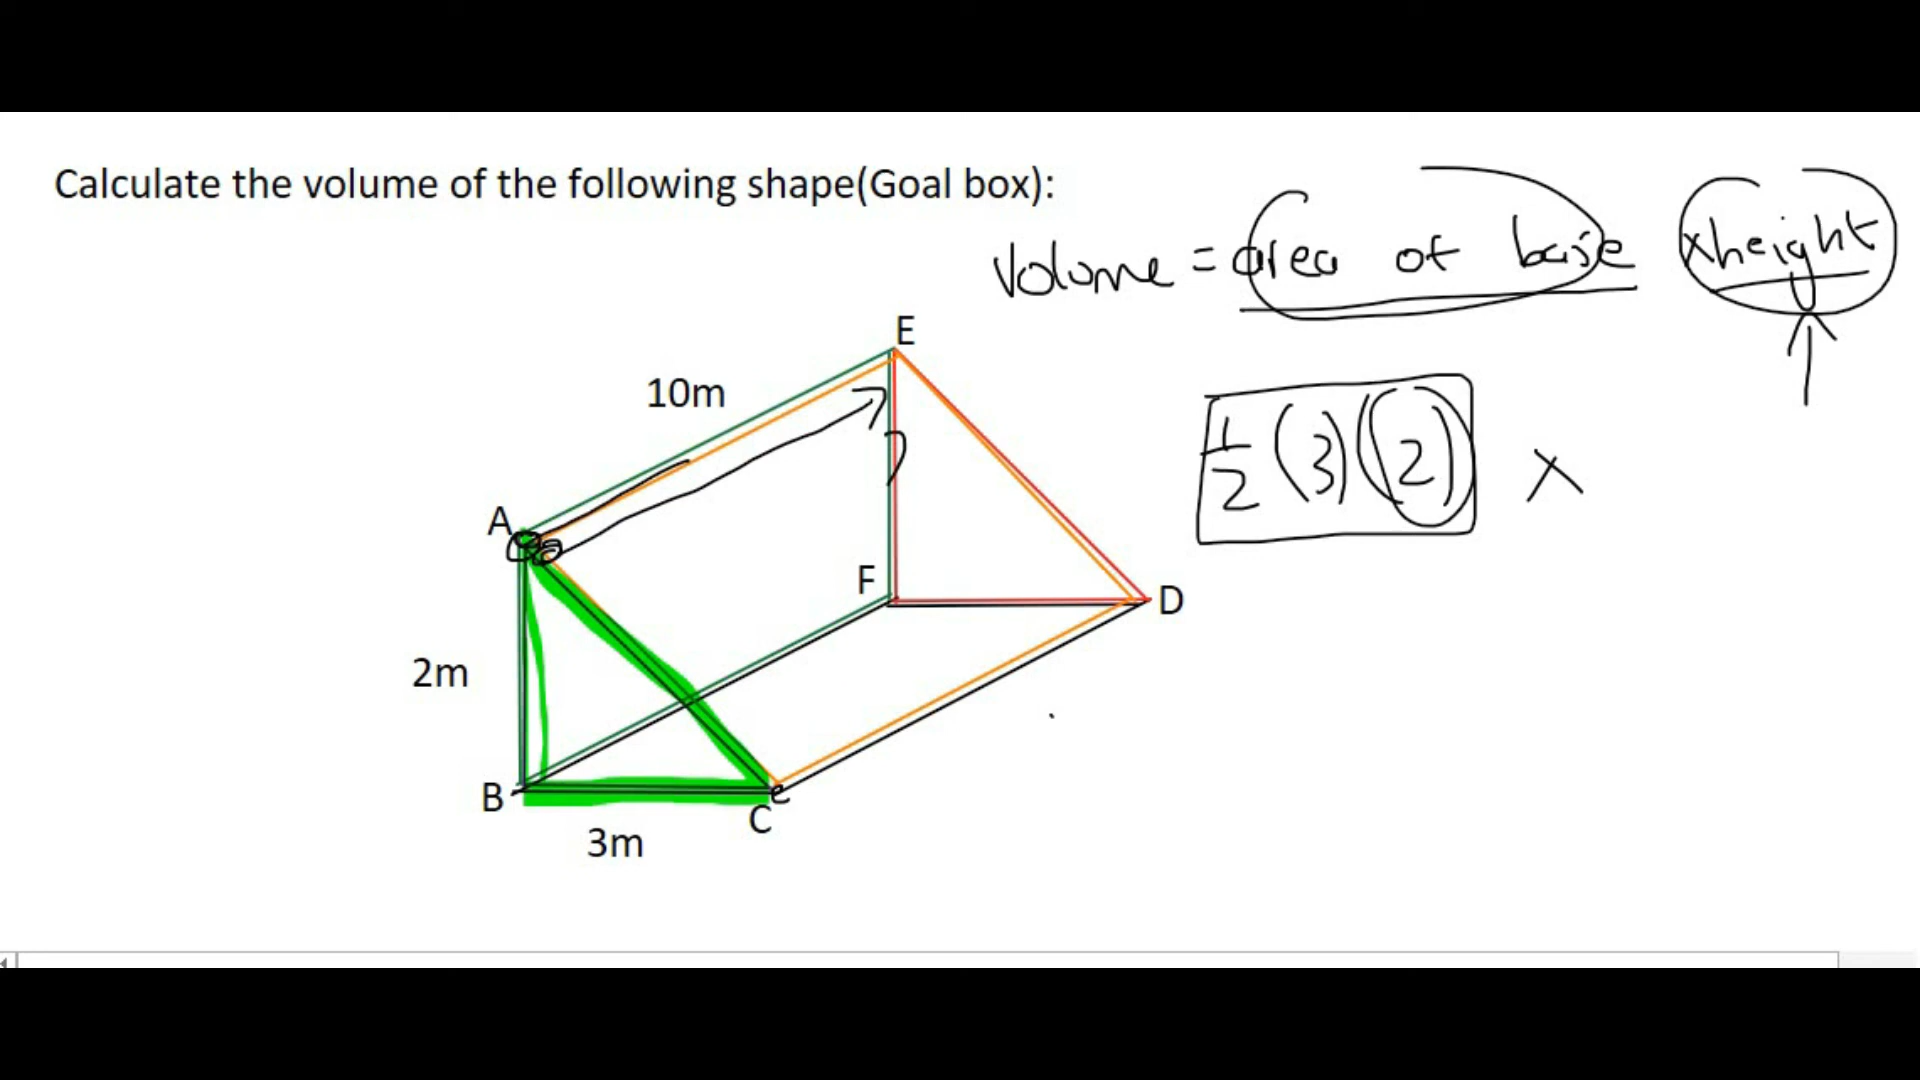 Calculate the volume of the following shape(Goal box):
Volume = area of base xheight
E
10m
1/2 (3)(2) x
A
F
D
2m
B
C
3m